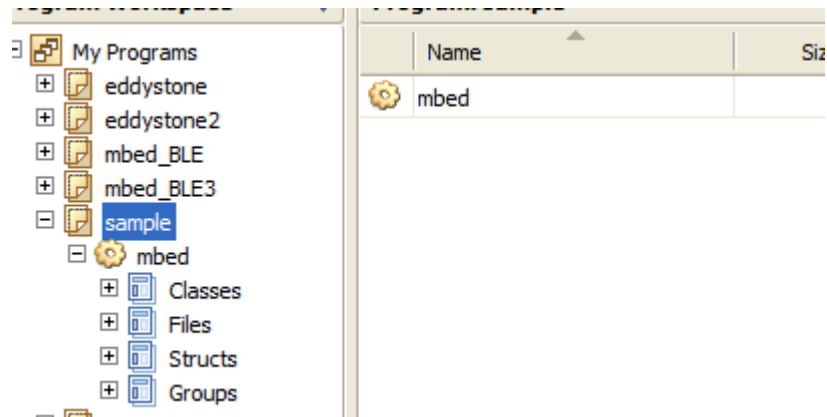 My Programs
eddystone
eddystone2
mbed_BLE
mbed_BLE3
sample
mbed
Classes
Files
Structs
Groups
Name
mbed